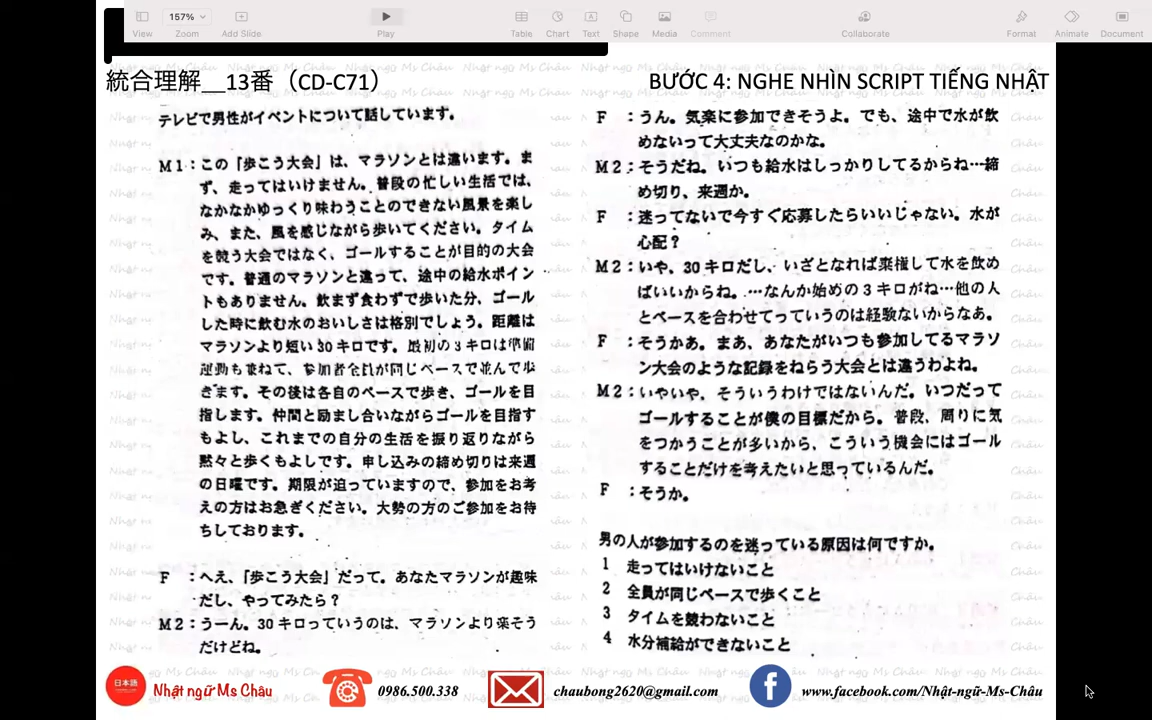 157%
View
Zoom
Add Slide
Play
Table
Chart
Text
Shape
Media
Comment
Collaborate
Format
Animate
Document
統合理解__13番（CD-C71）
BƯỚC 4: NGHE NHÌN SCRIPT TIẾNG NHẬT
テレビで男性がイベントについて話しています。
M1：この「歩こう大会」は、マラソンとは違います。ま
ず、走ってはいけません。普段の忙しい生活では、
なかなかゆっくり味わうことのできない風景を楽し
み、また、風を感じながら歩いてください。タイム
を競う大会ではなく、ゴールすることが目的の大会
です。普通のマラソンと違って、途中の給水ポイン
トもありません。飲まず食わずで歩いた分、ゴール
した時に飲む水のおいしさは格別でしょう。距離は
マラソンより短い30キロです。最初の3キロは準備
運動も兼ねて、参加者全員が同じペースで並んで歩
きます。その後は各自のペースで歩き、ゴールを目
指します。仲間と励まし合いながらゴールを目指す
もよし、これまでの自分の生活を振り返りながら
黙々と歩くもよしです。申し込みの締め切りは来週
の日曜です。期限が迫っていますので、参加をお考
えの方はお急ぎください。大勢の方のご参加をお待
ちしております。
F ：へえ、「歩こう大会」だって。あなたマラソンが趣味
だし、やってみたら？
M2：うーん。30キロっていうのは、マラソンより楽そう
だけどね。
F ：うん。気楽に参加できそうよ。でも、途中で水が飲
めないって大丈夫なのかな。
M2：そうだね。いつも給水はしっかりしてるからね…締
め切り、来週か。
F ：迷ってないで今すぐ応募したらいいじゃない。水が
心配？
M2：いや、30キロだし、いざとなれば棄権して水を飲め
ばいいからね。…なんか始めの3キロがね…他の人
とペースを合わせてっていうのは経験ないからなあ。
F ：そうかあ。まあ、あなたがいつも参加してるマラソ
ン大会のような記録をねらう大会とは違うわよね。
M2：いやいや、そういうわけではないんだ。いつだって
ゴールすることが僕の目標だから。普段、周りに気
をつかうことが多いから、こういう機会にはゴール
することだけを考えたいと思っているんだ。
F ：そうか。
男の人が参加するのを迷っている原因は何ですか。
1 走ってはいけないこと
2 全員が同じペースで歩くこと
3 タイムを競わないこと
4 水分補給ができないこと
日本語
Nhật ngữ Ms Châu
0986.500.338
chaubong2620@gmail.com
www.facebook.com/Nhật-ngữ-Ms-Châu